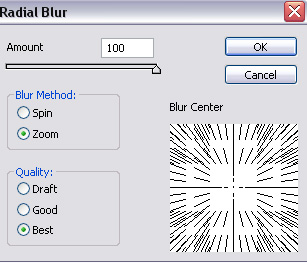 Radial Blur
Amount 100
OK
Cancel
Blur Method:
Spin
Zoom
Blur Center
Quality:
Draft
Good
Best